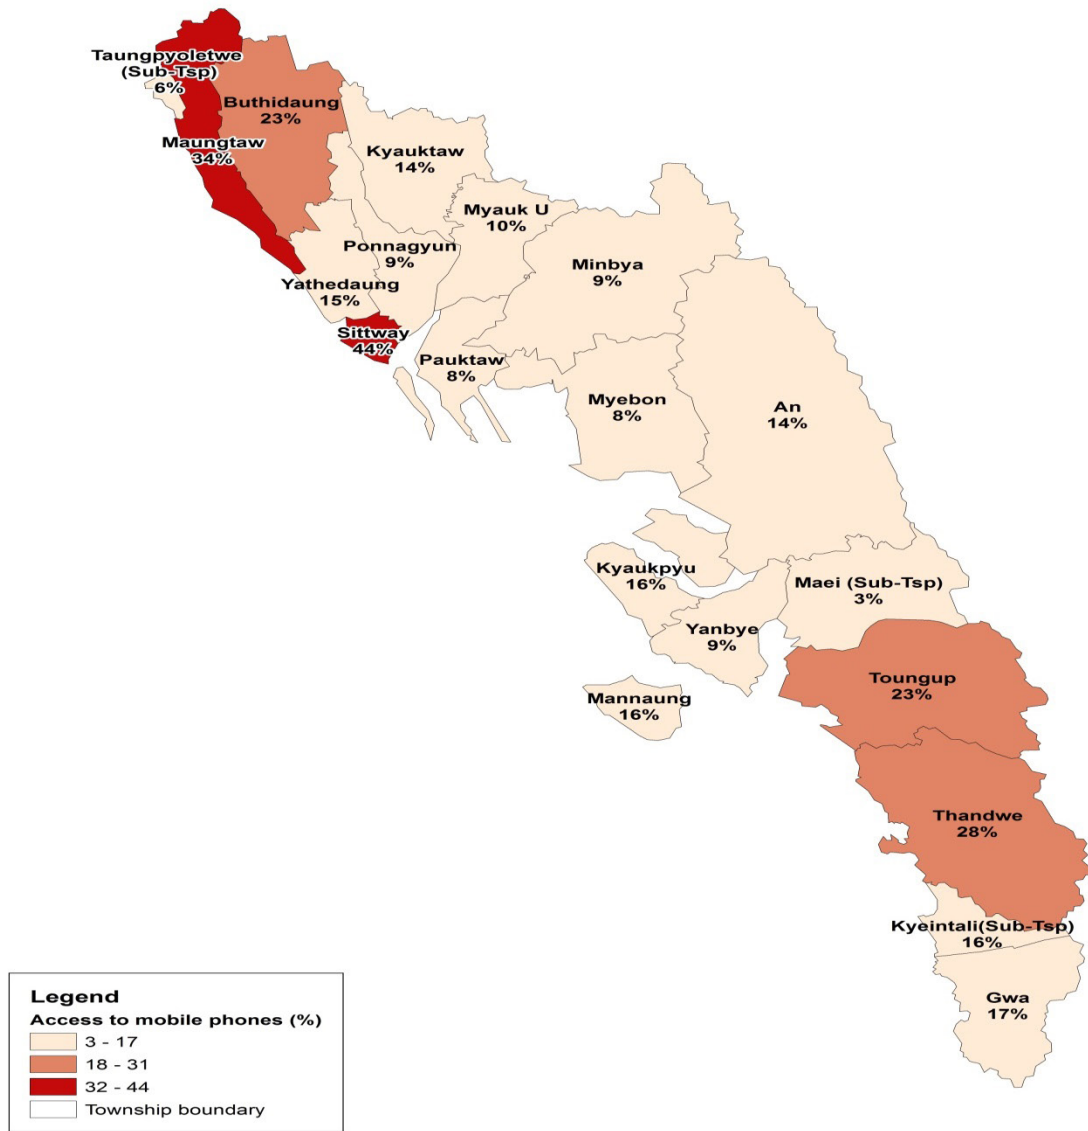 Taungpyoletwe
(Sub-Tsp)
6%
Buthidaung
23%
Maungtaw
34%
Kyauktaw
14%
Myauk U
10%
Ponnagyun
9%
Minbya
9%
Yathedaung
15%
Sittway
44%
Pauktaw
8%
Myebon
8%
An
14%
Kyaukpyu
16%
Maei (Sub-Tsp)
3%
Yanbye
9%
Toungup
23%
Mannaung
16%
Thandwe
28%
Kyeintali(Sub-Tsp)
16%
Gwa
17%
Legend
Access to mobile phones (%)
3 - 17
18 - 31
32 - 44
Township boundary